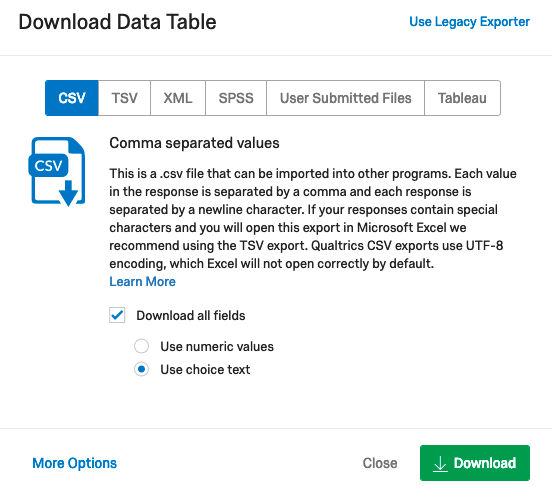 Download Data Table
Use Legacy Exporter
CSV TSV XML SPSS User Submitted Files Tableau
CSV
Comma separated values
This is a .csv file that can be imported into other programs. Each value
in the response is separated by a comma and each response is
separated by a newline character. If your responses contain special
characters and you will open this export in Microsoft Excel we
recommend using the TSV export. Qualtrics CSV exports use UTF-8
encoding, which Excel will not open correctly by default.
Learn More
Download all fields
Use numeric values
Use choice text
More Options
Close
Download